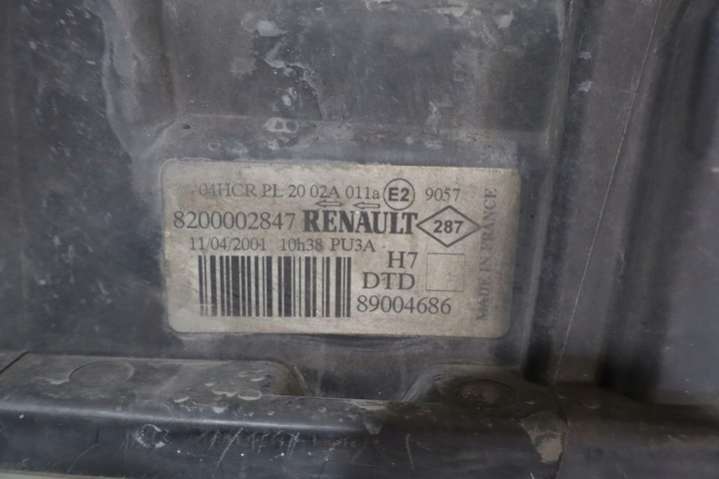 04HCR PL 20 02A 011a E2 9057
8200002847 RENAULT 287
11/04/2001 10h38 PU3A
H7
DTD
89004686
MADE IN FRANCE